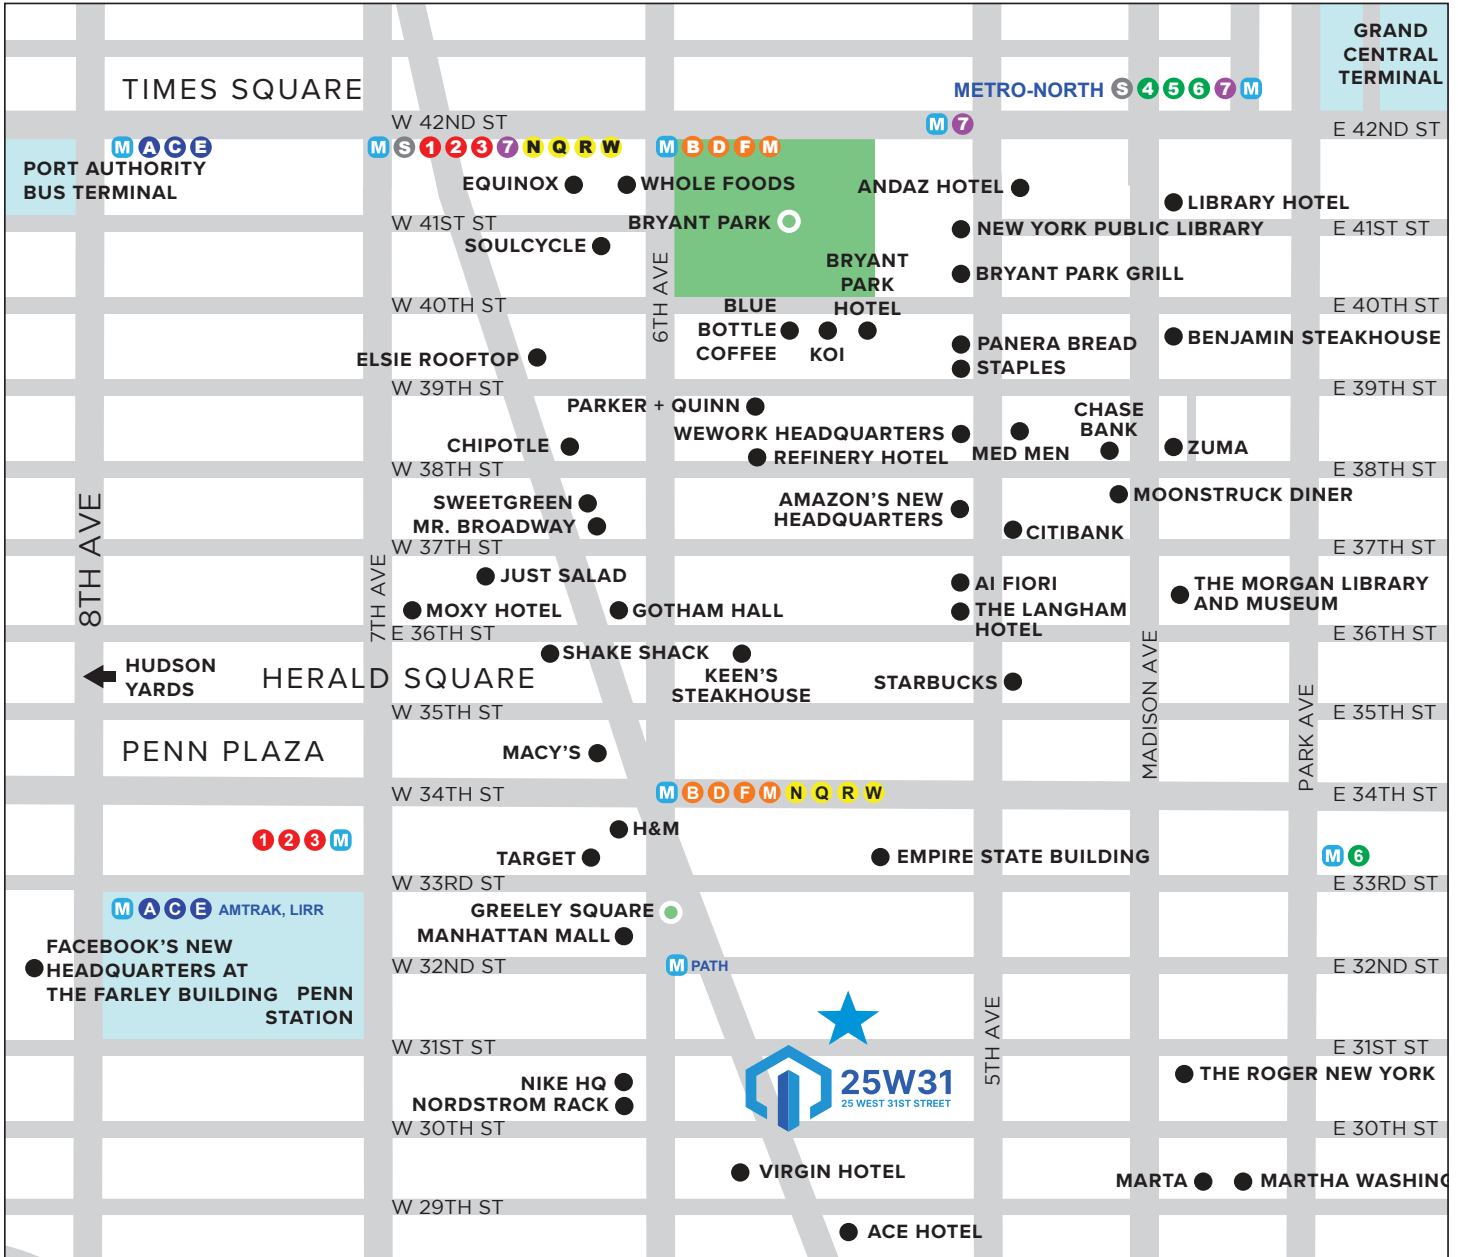 GRAND
CENTRAL
TERMINAL
TIMES SQUARE
METRO-NORTH S 4 5 6 7 M
W 42ND ST
M 7
E 42ND ST
M A C E
M S 1 2 3 7 N Q R W
M B D F M
PORT AUTHORITY
BUS TERMINAL
EQUINOX
WHOLE FOODS
ANDAZ HOTEL
LIBRARY HOTEL
W 41ST ST
BRYANT PARK
NEW YORK PUBLIC LIBRARY
E 41ST ST
SOULCYCLE
BRYANT
PARK
HOTEL
BRYANT PARK GRILL
W 40TH ST
6TH AVE
BLUE
BOTTLE
COFFEE
KOI
E 40TH ST
ELSIE ROOFTOP
PANERA BREAD
STAPLES
BENJAMIN STEAKHOUSE
W 39TH ST
E 39TH ST
PARKER + QUINN
CHASE
BANK
CHIPOTLE
WEWORK HEADQUARTERS
REFINERY HOTEL
MED MEN
ZUMA
W 38TH ST
E 38TH ST
8TH AVE
SWEETGREEN
MR. BROADWAY
AMAZON'S NEW
HEADQUARTERS
MOONSTRUCK DINER
CITIBANK
W 37TH ST
E 37TH ST
7TH AVE
JUST SALAD
AI FIORI
THE MORGAN LIBRARY
AND MUSEUM
MOXY HOTEL
GOTHAM HALL
THE LANGHAM
HOTEL
E 36TH ST
E 36TH ST
HUDSON
YARDS
HERALD SQUARE
SHAKE SHACK
KEEN'S
STEAKHOUSE
STARBUCKS
MADISON AVE
PARK AVE
W 35TH ST
E 35TH ST
PENN PLAZA
MACY'S
W 34TH ST
M B D F M N Q R W
E 34TH ST
1 2 3 M
H&M
TARGET
EMPIRE STATE BUILDING
M 6
W 33RD ST
E 33RD ST
M A C E AMTRAK, LIRR
GREELEY SQUARE
MANHATTAN MALL
FACEBOOK'S NEW
HEADQUARTERS AT
THE FARLEY BUILDING
PENN
STATION
W 32ND ST
M PATH
E 32ND ST
5TH AVE
W 31ST ST
E 31ST ST
NIKE HQ
NORDSTROM RACK
25W31
25 WEST 31ST STREET
THE ROGER NEW YORK
W 30TH ST
E 30TH ST
VIRGIN HOTEL
MARTA
MARTHA WASHING
W 29TH ST
ACE HOTEL